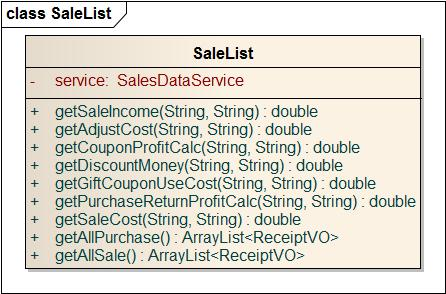 class SaleList
SaleList
- service: SalesDataService
+ getSaleIncome(String, String) : double
+ getAdjustCost(String, String) : double
+ getCouponProfitCalc(String, String) : double
+ getDiscountMoney(String, String) : double
+ getGiftCouponUseCost(String, String) : double
+ getPurchaseReturnProfitCalc(String, String) : double
+ getSaleCost(String, String) : double
+ getAllPurchase() : ArrayList<ReceiptVO>
+ getAllSale() : ArrayList<ReceiptVO>